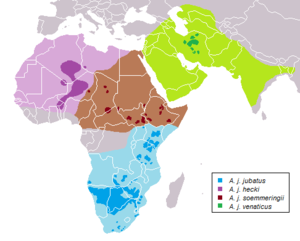 A. j. jubatus
A. j. hecki
A. j. soemmeringii
A. j. venaticus